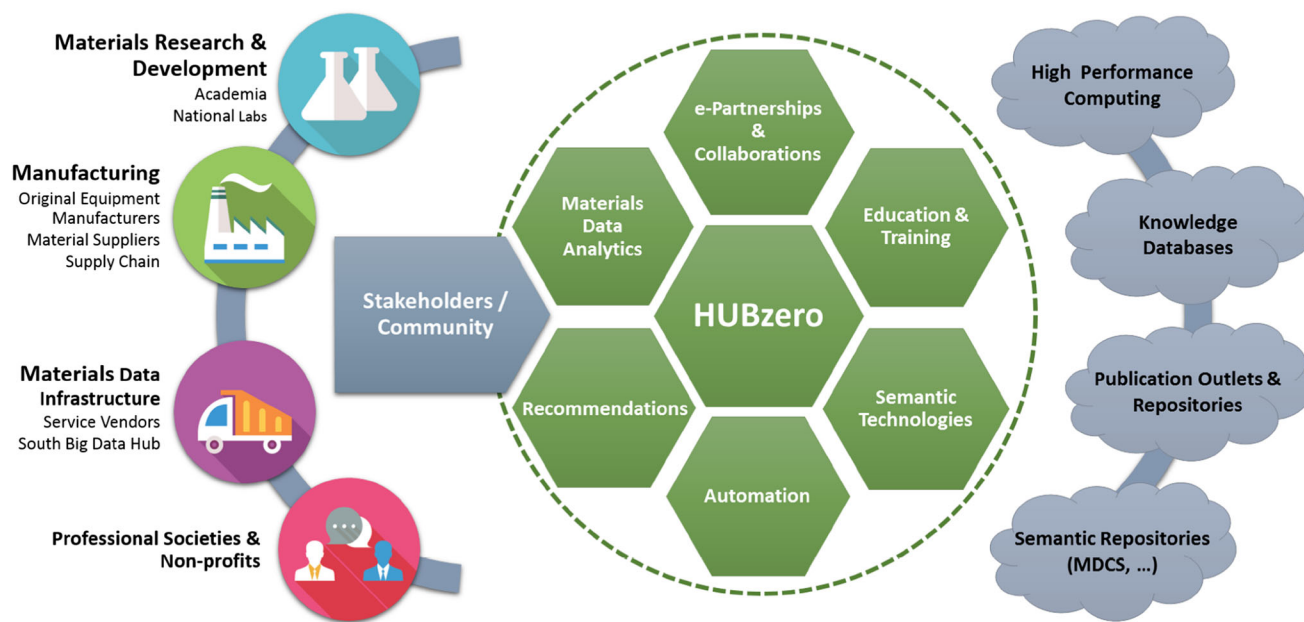 Materials Research &
Development
Academia
National Labs
Manufacturing
Original Equipment
Manufacturers
Material Suppliers
Supply Chain
Materials Data
Infrastructure
Service Vendors
South Big Data Hub
Professional Societies &
Non-profits
Stakeholders /
Community
e-Partnerships
&
Collaborations
Materials
Data
Analytics
Education &
Training
HUBzero
Recommendations
Semantic
Technologies
Automation
High Performance
Computing
Knowledge
Databases
Publication Outlets &
Repositories
Semantic Repositories
(MDCS, ...)